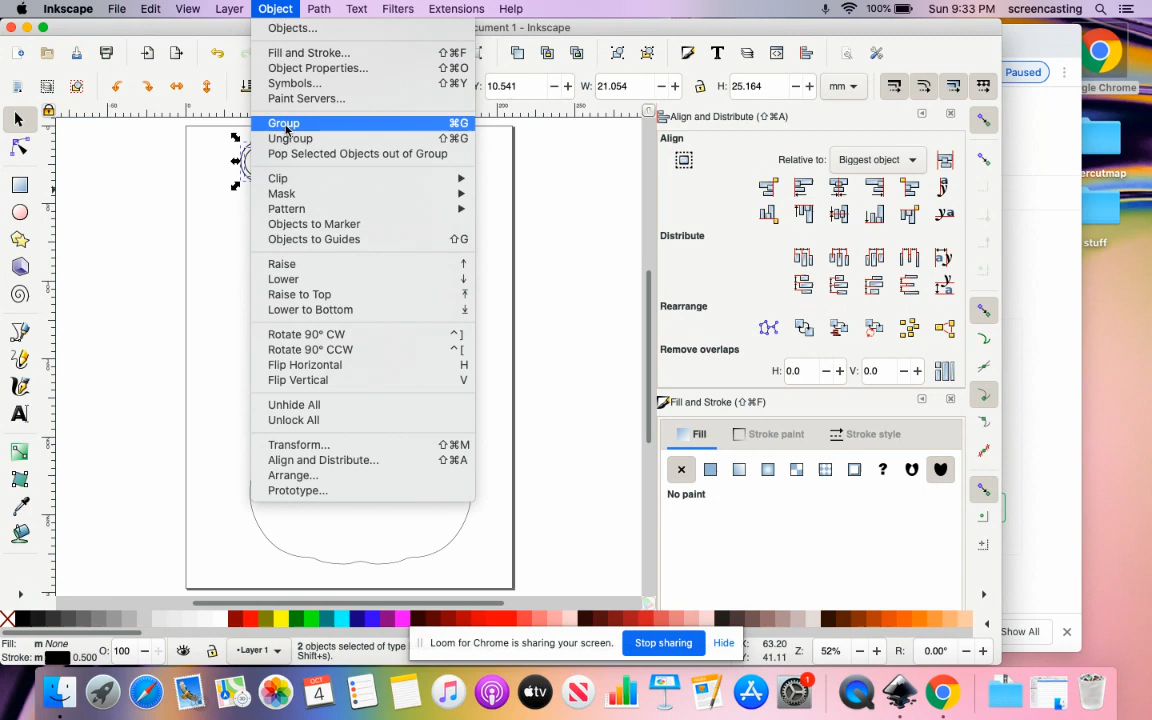 Inkscape File Edit View Layer Object Path Text Filters Extensions Help 100% Sun 9:33 PM screencasting
ocument 1 - Inkscape
Objects...
Fill and Stroke... ⇧⌘F
Object Properties... ⇧⌘O
Symbols... ⇧⌘Y
Paint Servers...
Group ⌘G
Ungroup ⇧⌘G
Pop Selected Objects out of Group
Clip
Mask
Pattern
Objects to Marker
Objects to Guides ⇧G
Raise ↑
Lower ↓
Raise to Top
Lower to Bottom
Rotate 90° CW ^]
Rotate 90° CCW ^[
Flip Horizontal H
Flip Vertical V
Unhide All
Unlock All
Transform... ⇧⌘M
Align and Distribute... ⇧⌘A
Arrange...
Prototype...
Y: 10.541 W: 21.054 H: 25.164 mm
Paused
gle Chrome
ercutmap
stuff
Align and Distribute (⇧⌘A)
Align
Relative to: Biggest object
Distribute
Rearrange
Remove overlaps
H: 0.0 V: 0.0
Fill and Stroke (⇧⌘F)
Fill Stroke paint Stroke style
No paint
Fill: m None
Stroke: m 0.500
O: 100
Layer 1
2 objects selected of type
Shift+s).
Loom for Chrome is sharing your screen. Stop sharing Hide
X: 63.20
Y: 41.11
Z: 52% R: 0.00°
Show All
OCT
4
tv
1